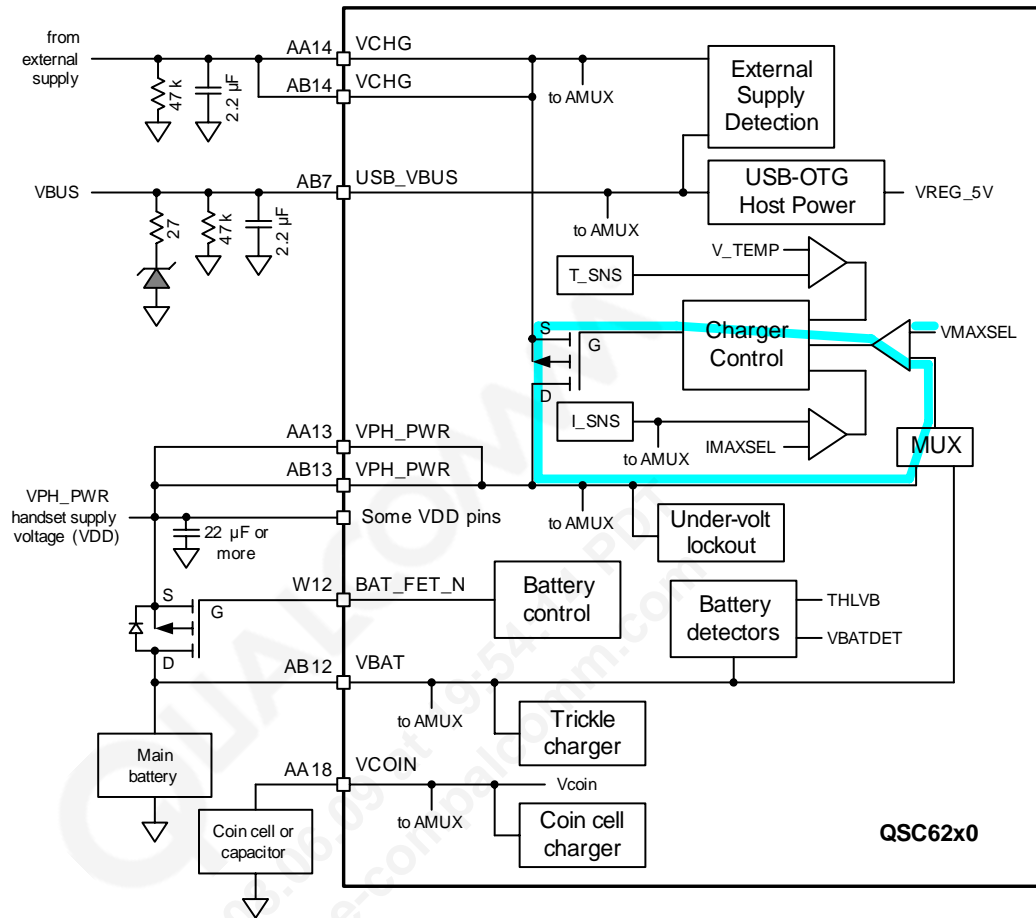 from
external
supply
AA14
VCHG
AB14
VCHG
47 k
2.2 µF
to AMUX
External
Supply
Detection
VBUS
AB7
USB_VBUS
27
47 k
2.2 µF
to AMUX
USB-OTG
Host Power
VREG_5V
V_TEMP
T_SNS
S
G
D
Charger
Control
VMAXSEL
I_SNS
to AMUX
IMAXSEL
MUX
AA13
VPH_PWR
AB13
VPH_PWR
VPH_PWR
handset supply
voltage (VDD)
22 µF or
more
Some VDD pins
to AMUX
Under-volt
lockout
S
G
D
W12
BAT_FET_N
Battery
control
Battery
detectors
THLVB
VBATDET
AB12
VBAT
to AMUX
Trickle
charger
Main
battery
AA18
VCOIN
to AMUX
Vcoin
Coin cell
charger
Coin cell or
capacitor
QSC62x0
QUALCOMM